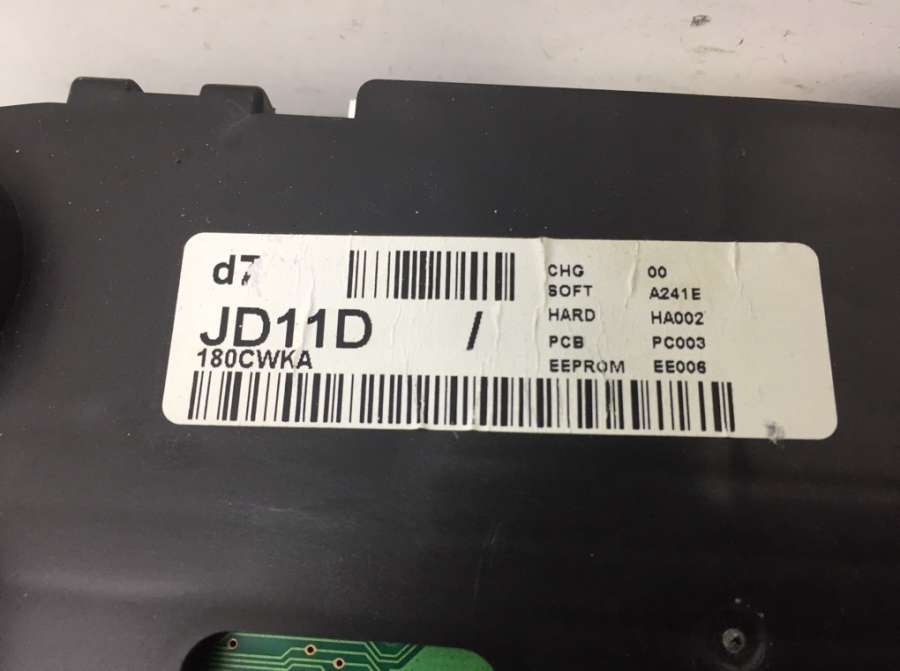 d7
CHG 00
SOFT A241E
JD11D /
HARD HA002
PCB PC003
180CWKA
EEPROM EE006